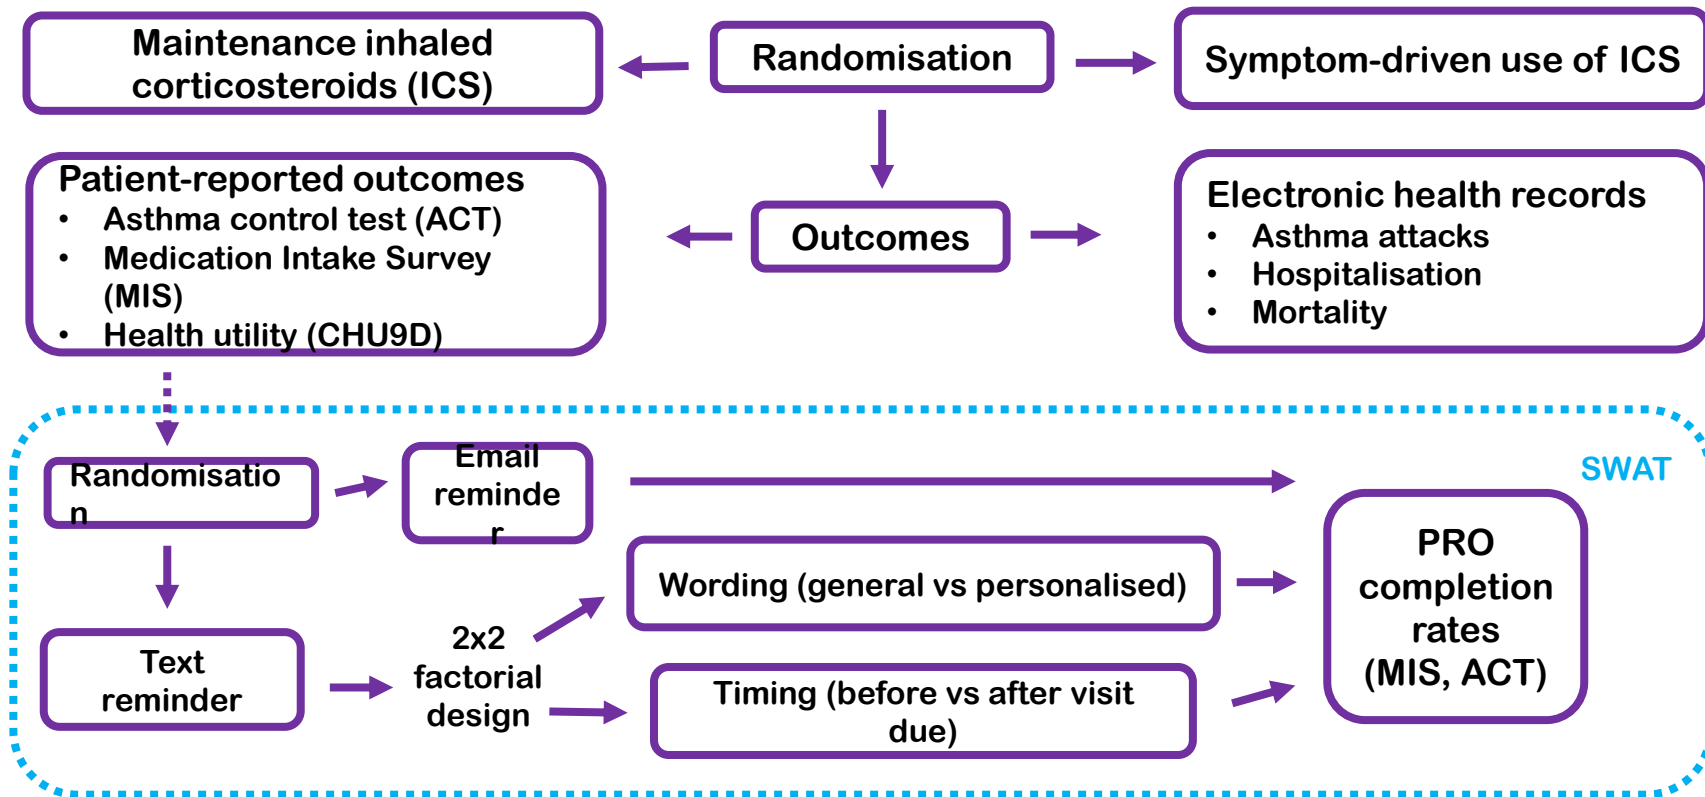 Maintenance inhaled
corticosteroids (ICS)
Randomisation
Symptom-driven use of ICS
Patient-reported outcomes
• Asthma control test (ACT)
• Medication Intake Survey
(MIS)
• Health utility (CHU9D)
Outcomes
Electronic health records
• Asthma attacks
• Hospitalisation
• Mortality
SWAT
Randomisatio
n
Email
reminde
r
Text
reminder
2x2
factorial
design
Wording (general vs personalised)
Timing (before vs after visit
due)
PRO
completion
rates
(MIS, ACT)